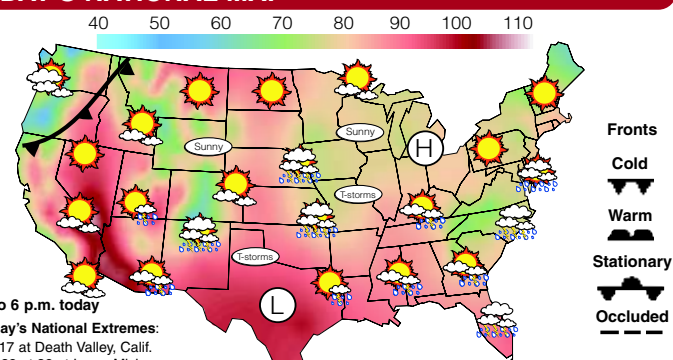 40 50 60 70 80 90 100 110
Sunny
Sunny
H
T-storms
T-storms
L
Fronts
Cold
Warm
Stationary
Occluded
6 p.m. today
National Extremes:
17 at Death Valley, Calif.